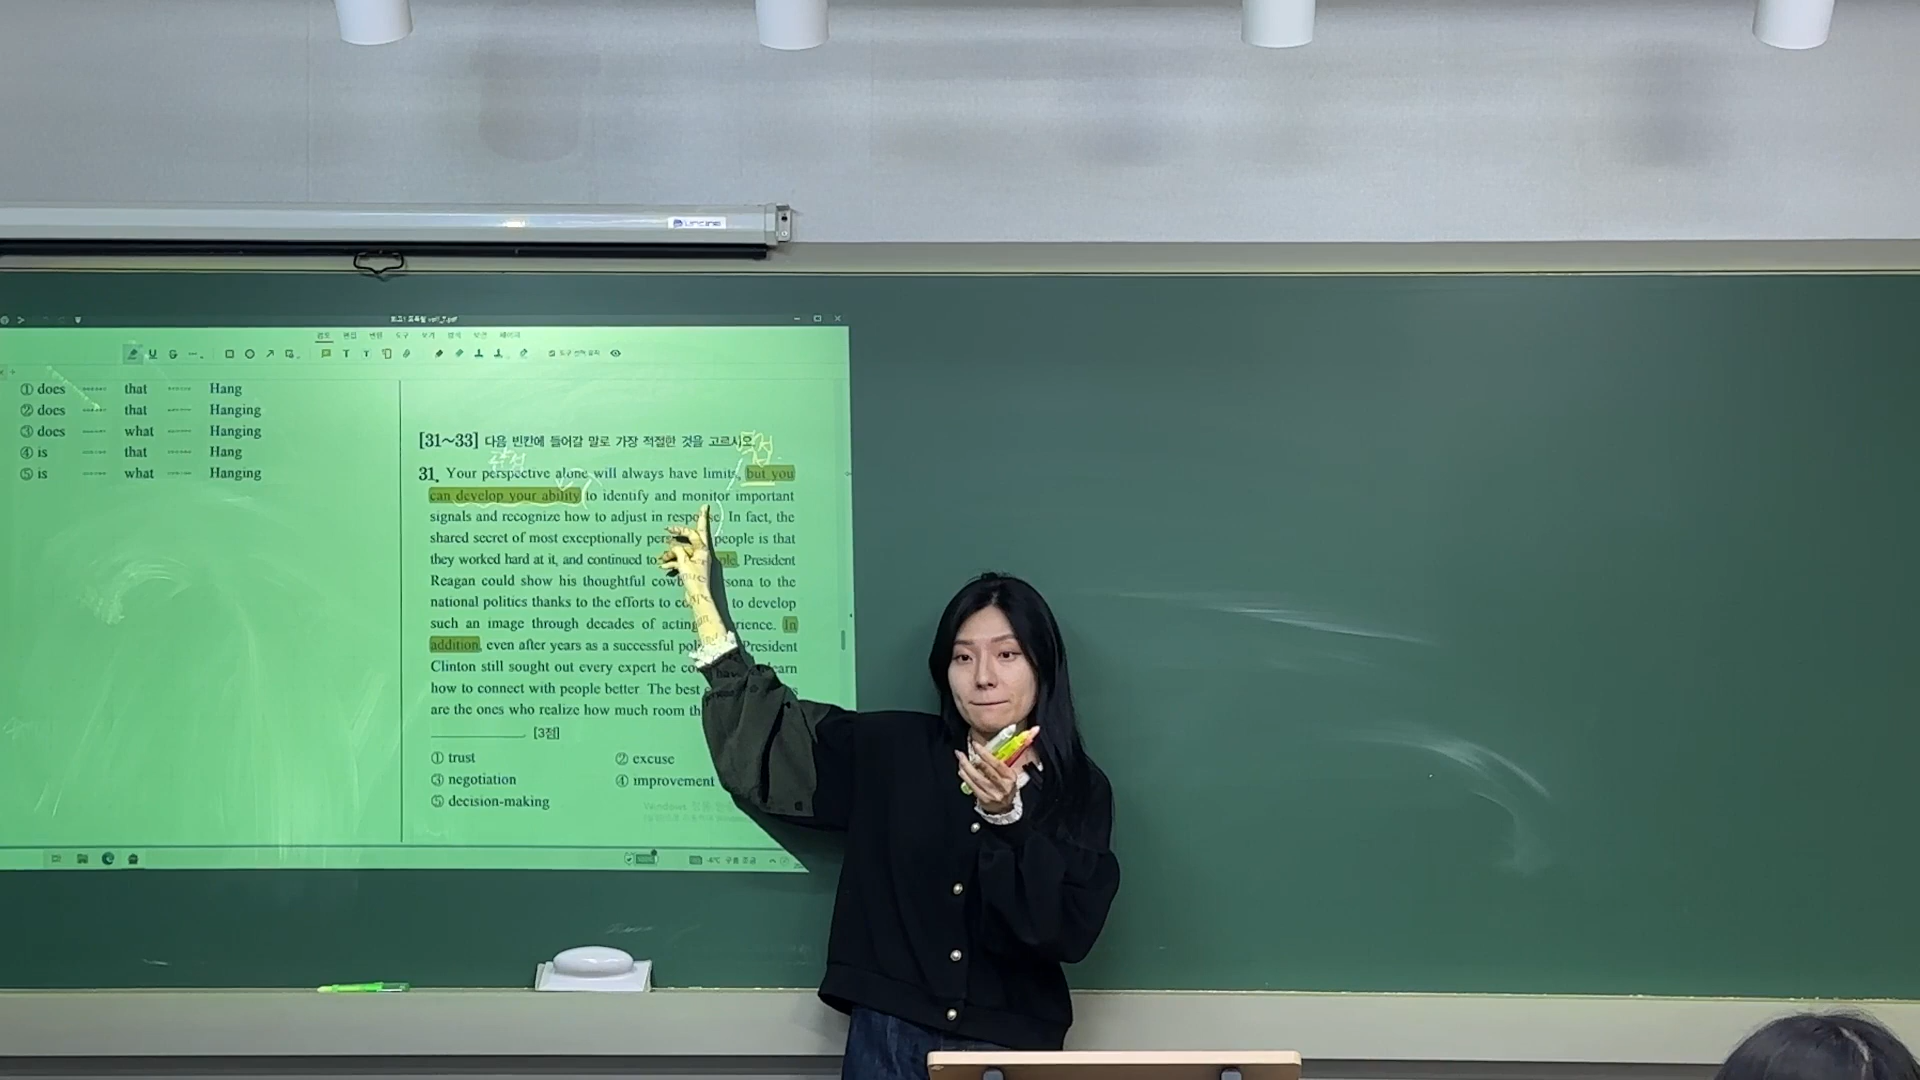 ① does that Hang
② does that Hanging
③ does what Hanging
④ is that Hang
⑤ is what Hanging
[31~33] 다음 빈칸에 들어갈 말로 가장 적절한 것을 고르시오.
31. Your perspective alone will always have limits, but you
can develop your ability to identify and monitor important
signals and recognize how to adjust in response. In fact, the
shared secret of most exceptionally people is that
they worked hard at it, and continued to President
Reagan could show his thoughtful to the
national politics thanks to the efforts to to develop
such an image through decades of acting In
addition, even after years as a successful President
Clinton still sought out every expert he
how to connect with people better. The best
are the ones who realize how much room
[3점]
① trust ② excuse
③ negotiation ④ improvement
⑤ decision-making
-4℃ 구름 조금